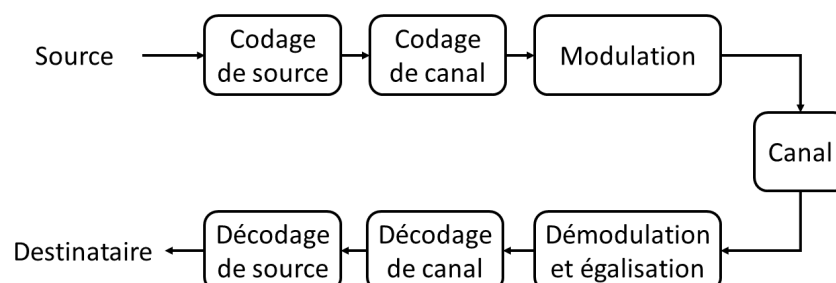 Source
Codage
de source
Codage
de canal
Modulation
Canal
Destinataire
Décodage
de source
Décodage
de canal
Démodulation
et égalisation